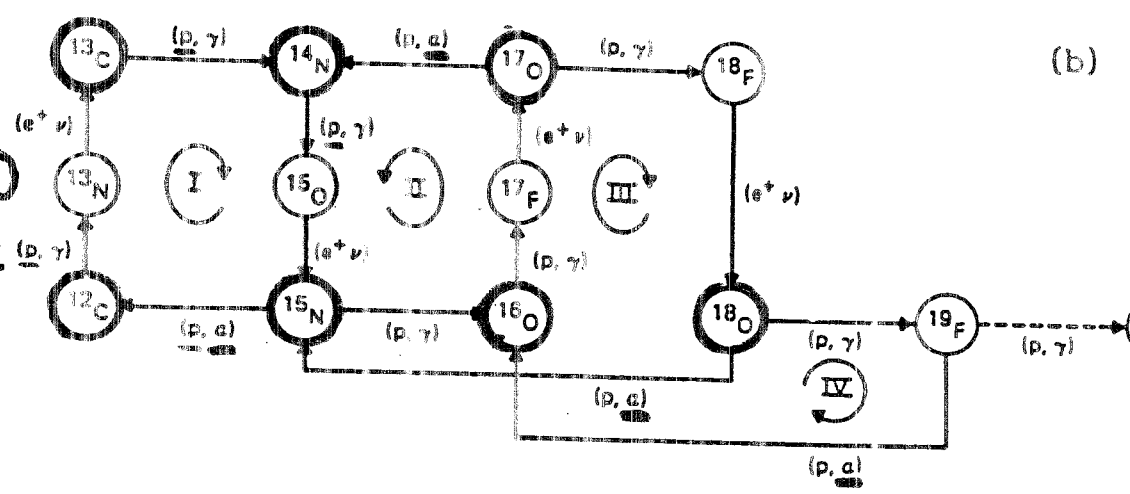 (p, γ) (p, α) (p, γ)
13C 14N 17O 18F (b)
(e+ ν) (p, γ) (e+ ν)
13N I 15O II 17F III (e+ ν)
(p, γ) (e+ ν) (p, γ)
12C 15N 16O 18O 19F
(p, α) (p, γ) (p, γ) (p, γ)
(p, α) IV
(p, α)